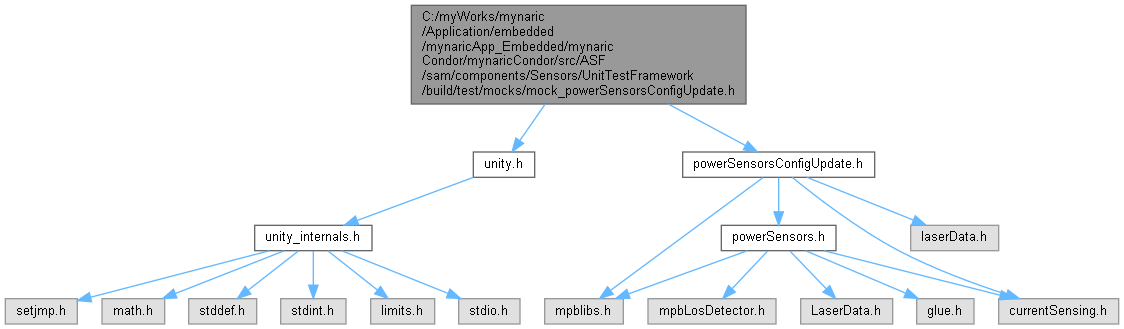 C:/myWorks/mynaric
/Application/embedded
/mynaricApp_Embedded/mynaric
Condor/mynaricCondor/src/ASF
/sam/components/Sensors/UnitTestFramework
/build/test/mocks/mock_powerSensorsConfigUpdate.h
unity.h
powerSensorsConfigUpdate.h
unity_internals.h
powerSensors.h
laserData.h
setjmp.h
math.h
stddef.h
stdint.h
limits.h
stdio.h
mpblibs.h
mpbLosDetector.h
LaserData.h
glue.h
currentSensing.h